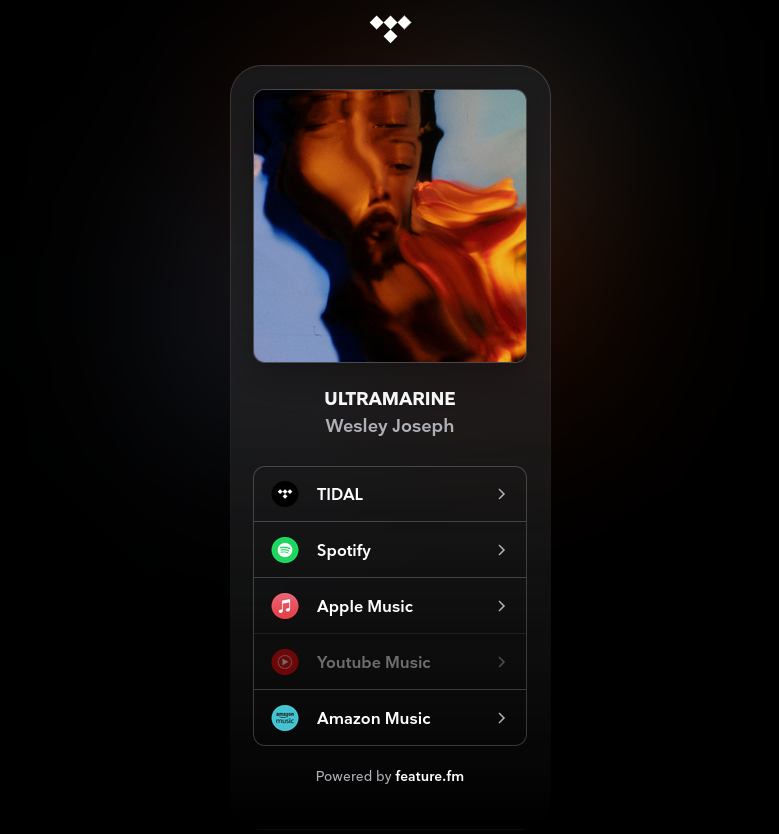 ULTRAMARINE
Wesley Joseph
TIDAL
Spotify
Apple Music
Youtube Music
amazon
music
Amazon Music
Powered by feature.fm